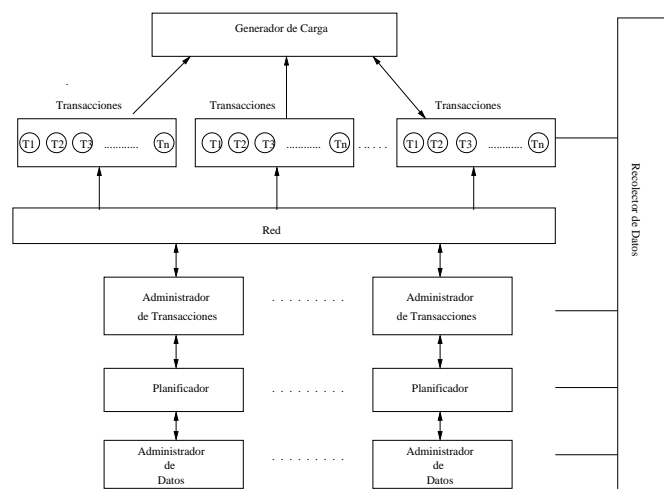 Generador de Carga
Transacciones
Transacciones
Transacciones
T1 T2 T3 ............ Tn
T1 T2 T3 ............ Tn
......
T1 T2 T3 ............ Tn
Recolector de Datos
Red
Administrador
de Transacciones
. . . . . . . . .
Administrador
de Transacciones
Planificador
. . . . . . . . .
Planificador
Administrador
de
Datos
. . . . . . . . .
Administrador
de
Datos